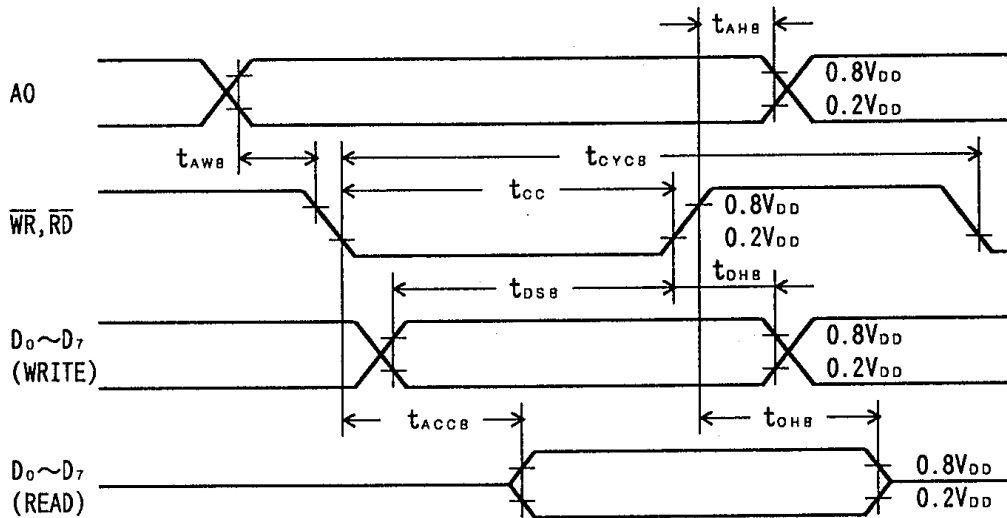 tAH8
A0
0.8VDD
0.2VDD
tAW8
tCYC8
tCC
WR,RD
0.8VDD
0.2VDD
tDS8
tDH8
D0~D7
(WRITE)
0.8VDD
0.2VDD
tACC8
tOH8
D0~D7
(READ)
0.8VDD
0.2VDD